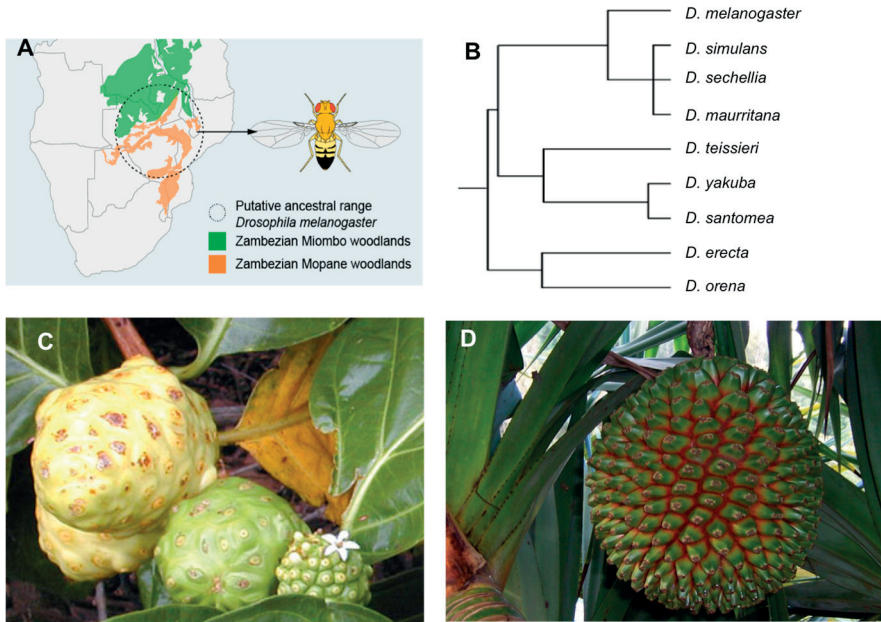 A
Putative ancestral range
Drosophila melanogaster
Zambezian Miombo woodlands
Zambezian Mopane woodlands
B
D. melanogaster
D. simulans
D. sechellia
D. maurritana
D. teissieri
D. yakuba
D. santomea
D. erecta
D. orena
C
D